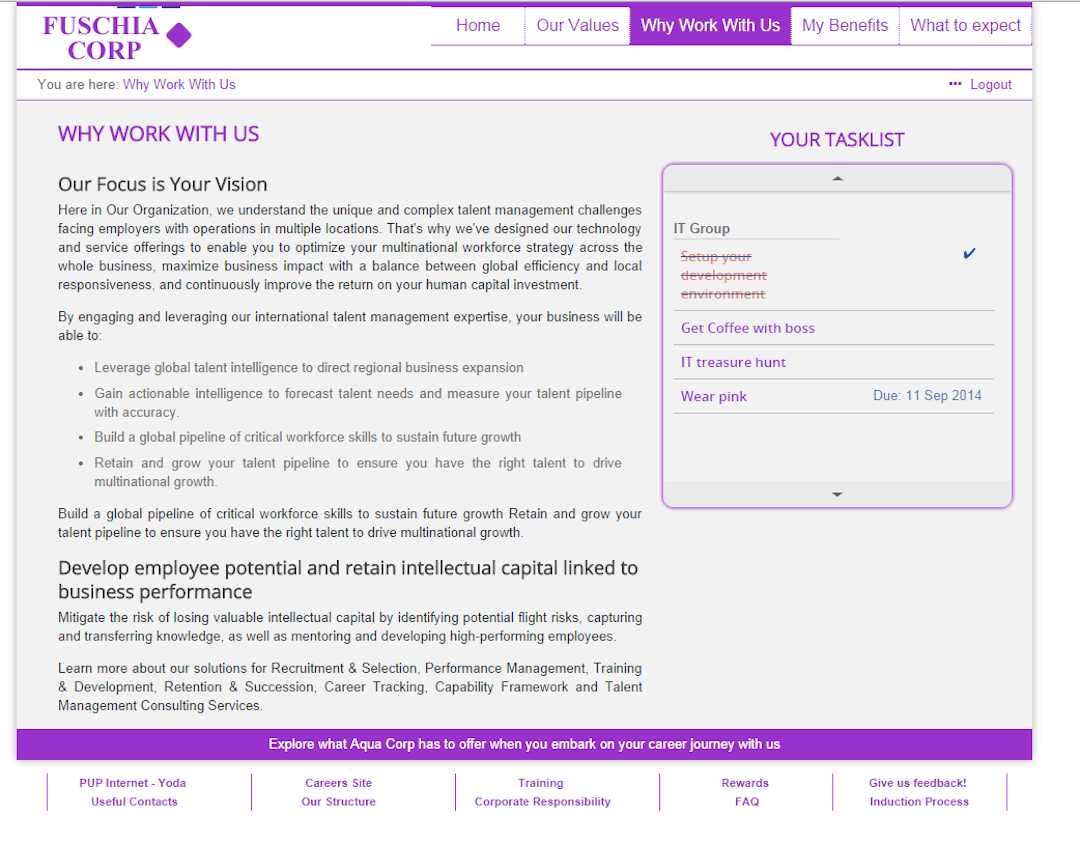 FUSCHIA
CORP
Home
Our Values
Why Work With Us
My Benefits
What to expect
You are here: Why Work With Us
••• Logout
WHY WORK WITH US
Our Focus is Your Vision
Here in Our Organization, we understand the unique and complex talent management challenges
facing employers with operations in multiple locations. That's why we've designed our technology
and service offerings to enable you to optimize your multinational workforce strategy across the
whole business, maximize business impact with a balance between global efficiency and local
responsiveness, and continuously improve the return on your human capital investment.
By engaging and leveraging our international talent management expertise, your business will be
able to:
• Leverage global talent intelligence to direct regional business expansion
• Gain actionable intelligence to forecast talent needs and measure your talent pipeline
with accuracy.
• Build a global pipeline of critical workforce skills to sustain future growth
• Retain and grow your talent pipeline to ensure you have the right talent to drive
multinational growth.
Build a global pipeline of critical workforce skills to sustain future growth Retain and grow your
talent pipeline to ensure you have the right talent to drive multinational growth.
Develop employee potential and retain intellectual capital linked to
business performance
Mitigate the risk of losing valuable intellectual capital by identifying potential flight risks, capturing
and transferring knowledge, as well as mentoring and developing high-performing employees.
Learn more about our solutions for Recruitment & Selection, Performance Management, Training
& Development, Retention & Succession, Career Tracking, Capability Framework and Talent
Management Consulting Services.
YOUR TASKLIST
IT Group
Setup your
development
environment
Get Coffee with boss
IT treasure hunt
Wear pink
Due: 11 Sep 2014
Explore what Aqua Corp has to offer when you embark on your career journey with us
PUP Internet - Yoda
Useful Contacts
Careers Site
Our Structure
Training
Corporate Responsibility
Rewards
FAQ
Give us feedback!
Induction Process